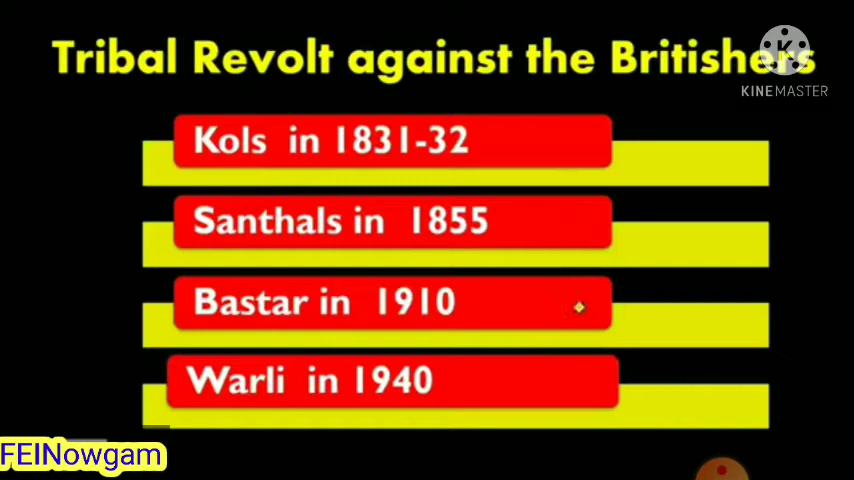 Tribal Revolt against the Britishers
KINEMASTER
Kols in 1831-32
Santhals in 1855
Bastar in 1910
Warli in 1940
FEINowgam